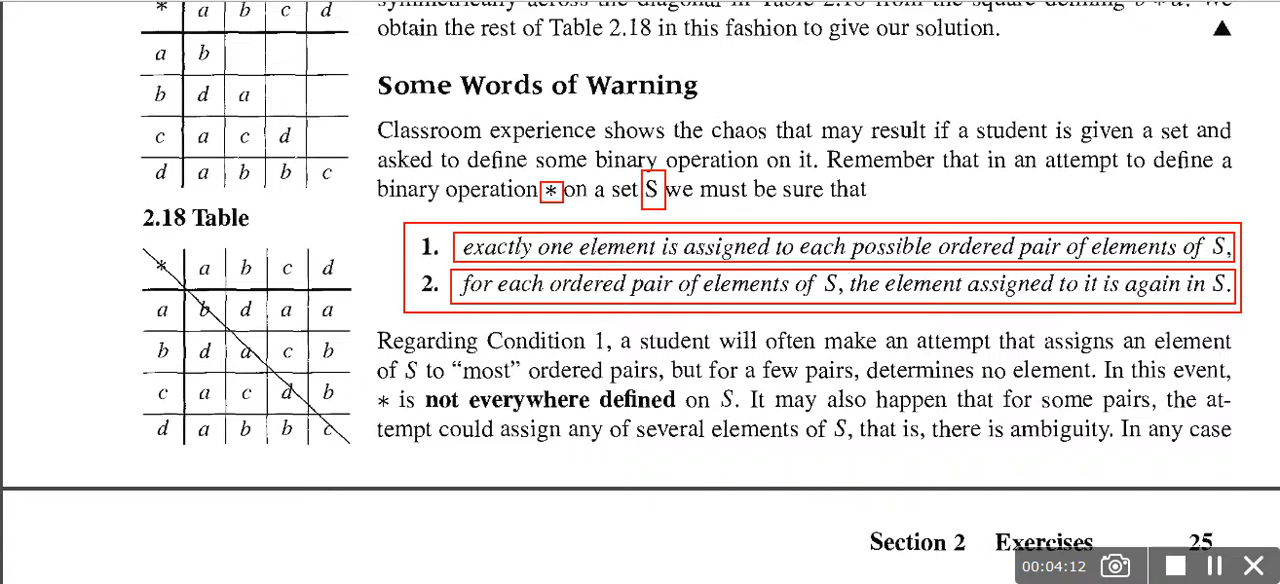 * a b c d
obtain the rest of Table 2.18 in this fashion to give our solution. ▲
a b
b d a
c a c d
d a b b c
2.18 Table
* a b c d
a b d a a
b d a c b
c a c d b
d a b b c
Some Words of Warning
Classroom experience shows the chaos that may result if a student is given a set and
asked to define some binary operation on it. Remember that in an attempt to define a
binary operation * on a set S we must be sure that
1. exactly one element is assigned to each possible ordered pair of elements of S,
2. for each ordered pair of elements of S, the element assigned to it is again in S.
Regarding Condition 1, a student will often make an attempt that assigns an element
of S to “most” ordered pairs, but for a few pairs, determines no element. In this event,
* is not everywhere defined on S. It may also happen that for some pairs, the at-
tempt could assign any of several elements of S, that is, there is ambiguity. In any case
Section 2 Exercises 25
00:04:12